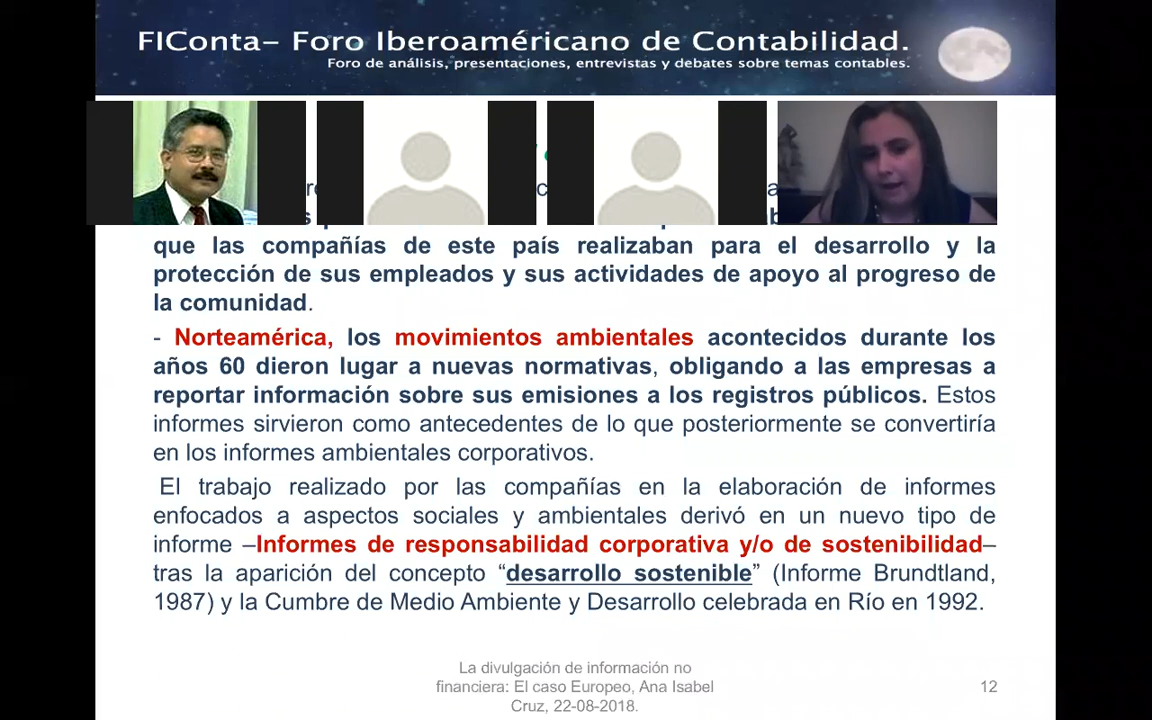 FIConta– Foro Iberoaméricano de Contabilidad.
Foro de análisis, presentaciones, entrevistas y debates sobre temas contables.
que las compañías de este país realizaban para el desarrollo y la
protección de sus empleados y sus actividades de apoyo al progreso de
la comunidad.
- Norteamérica, los movimientos ambientales acontecidos durante los
años 60 dieron lugar a nuevas normativas, obligando a las empresas a
reportar información sobre sus emisiones a los registros públicos. Estos
informes sirvieron como antecedentes de lo que posteriormente se convertiría
en los informes ambientales corporativos.
El trabajo realizado por las compañías en la elaboración de informes
enfocados a aspectos sociales y ambientales derivó en un nuevo tipo de
informe –Informes de responsabilidad corporativa y/o de sostenibilidad–
tras la aparición del concepto “desarrollo sostenible” (Informe Brundtland,
1987) y la Cumbre de Medio Ambiente y Desarrollo celebrada en Río en 1992.
La divulgación de información no
financiera: El caso Europeo, Ana Isabel
Cruz, 22-08-2018.
12